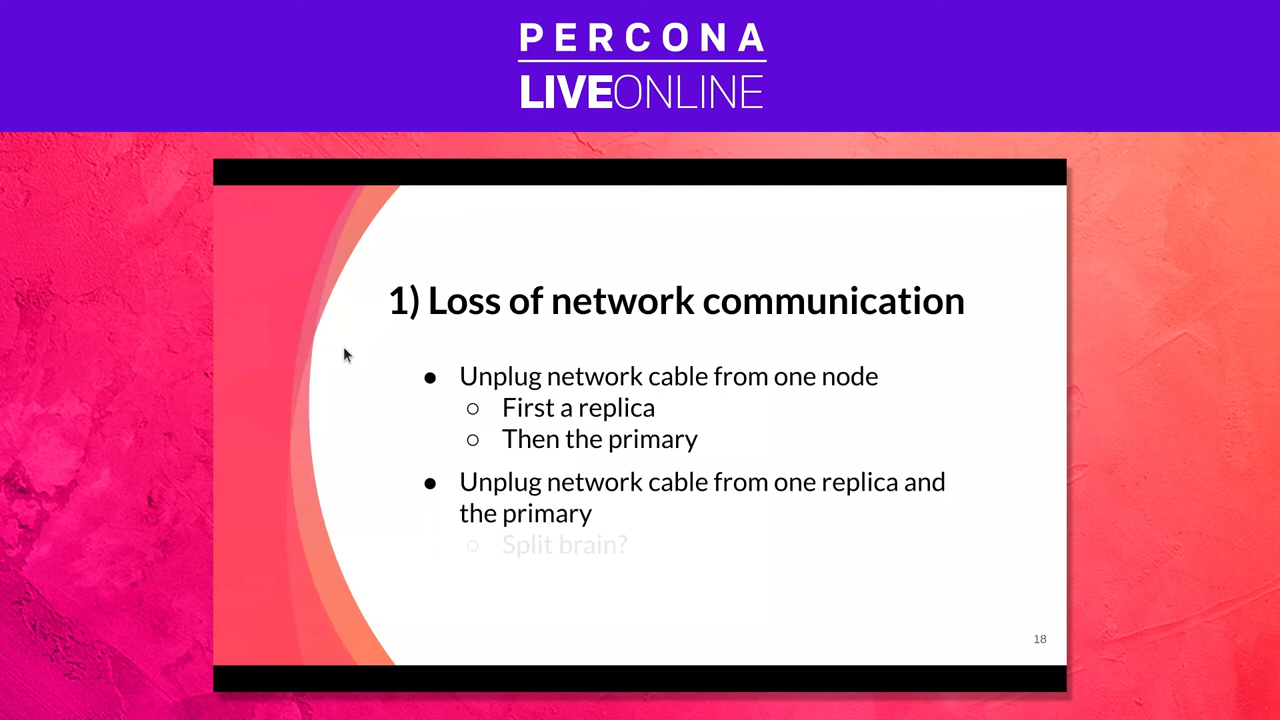 PERCONA
LIVEONLINE
1) Loss of network communication
● Unplug network cable from one node
○ First a replica
○ Then the primary
● Unplug network cable from one replica and
the primary
○ Split brain?
18